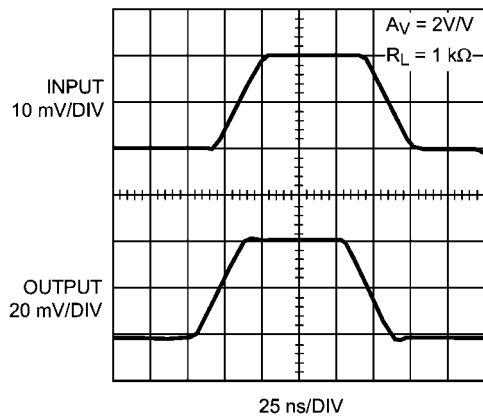 A_V = 2V/V
R_L = 1 kΩ
INPUT
10 mV/DIV
OUTPUT
20 mV/DIV
25 ns/DIV